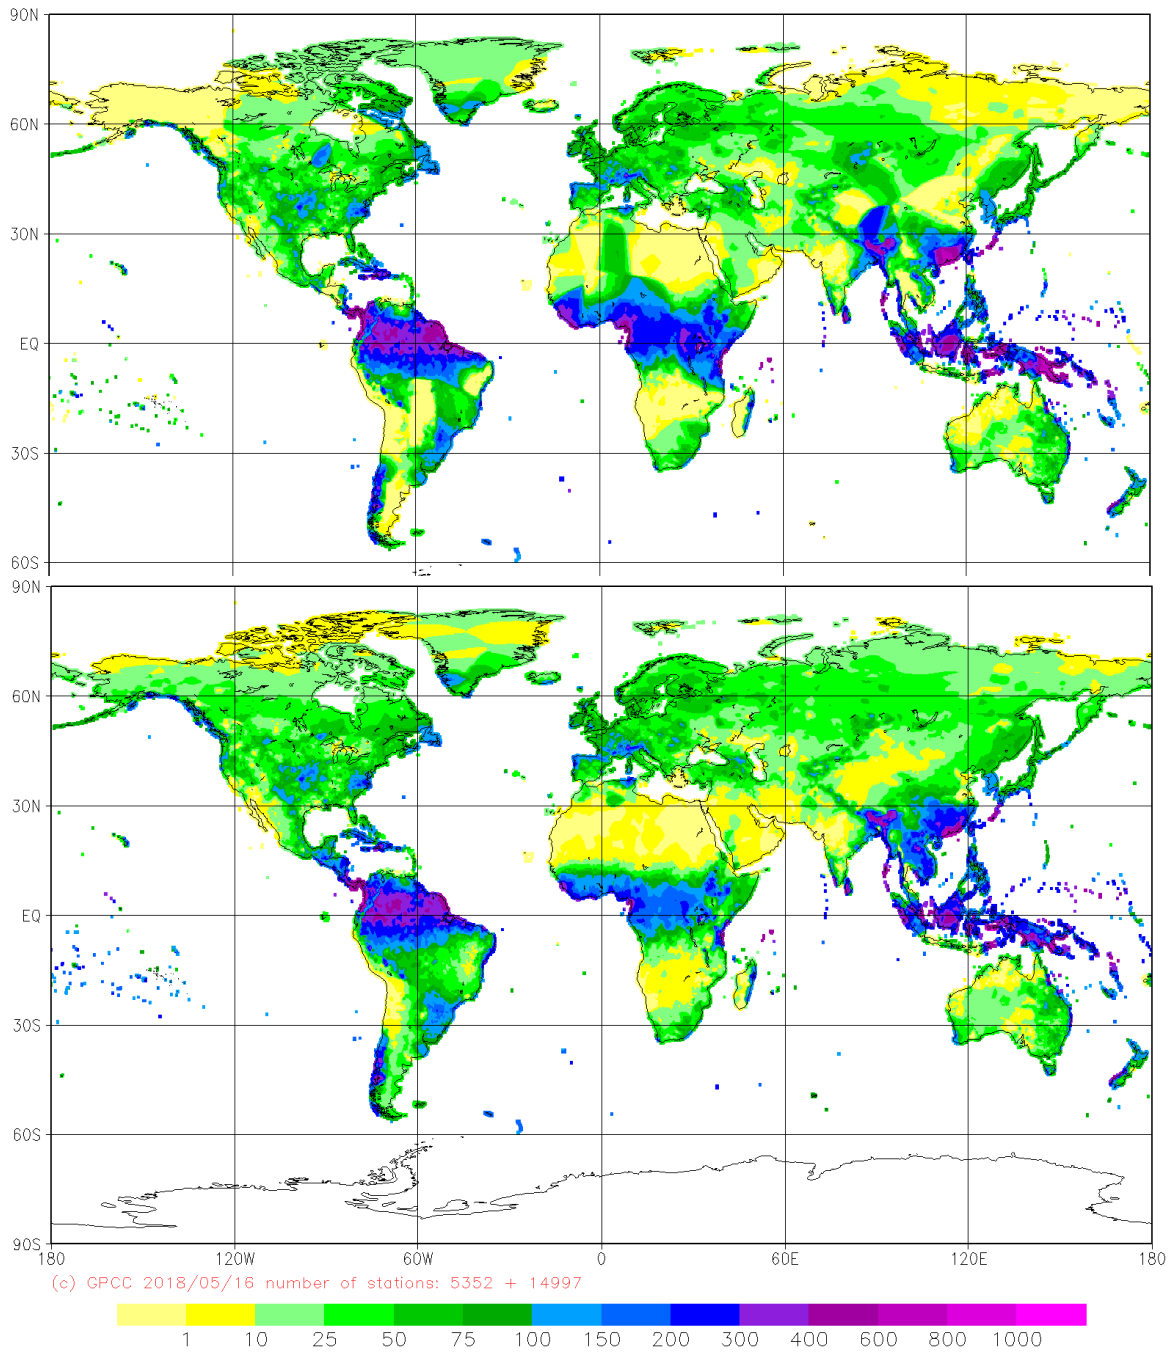 90N
60N
30N
EQ
30S
60S
90N
60N
30N
EQ
30S
60S
90S
180 120W 60W 0 60E 120E 180
(c) GPCC 2018/05/16 number of stations: 5352 + 14997
1 10 25 50 75 100 150 200 300 400 600 800 1000